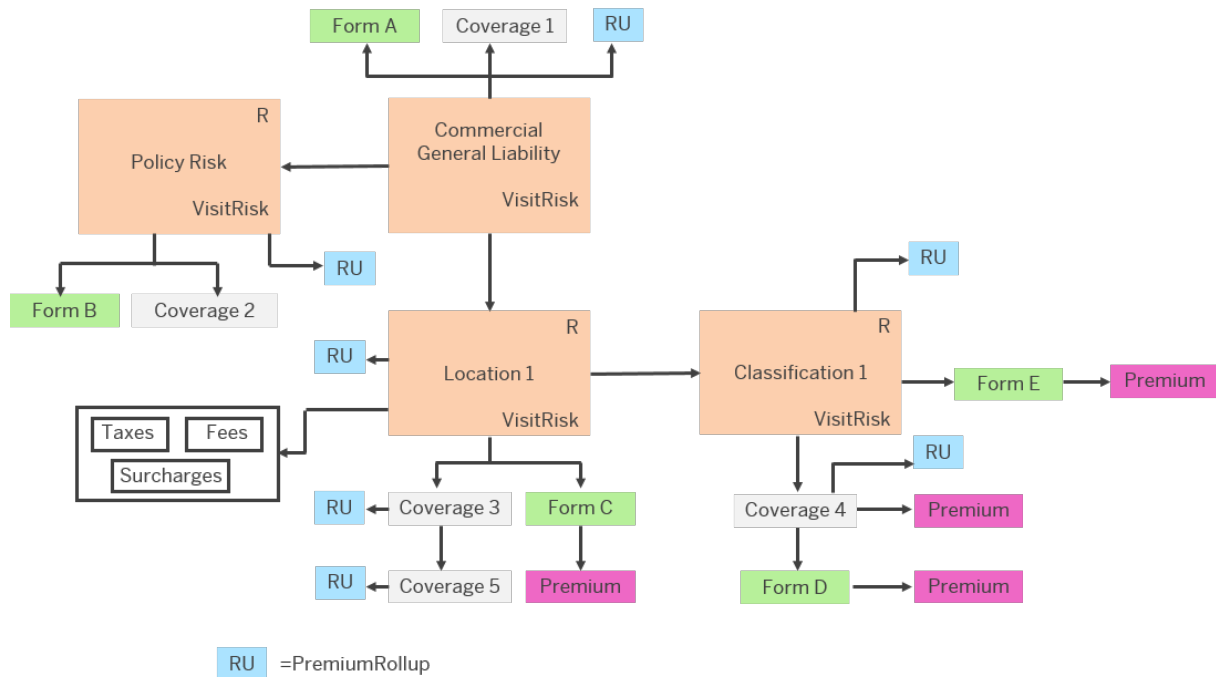 Form A
Coverage 1
RU
R
Policy Risk
VisitRisk
Commercial
General Liability
VisitRisk
RU
RU
Form B
Coverage 2
RU
R
Location 1
VisitRisk
R
Classification 1
VisitRisk
Form E
Premium
Taxes
Fees
Surcharges
RU
RU
Coverage 3
Form C
Coverage 4
Premium
RU
Coverage 5
Premium
Form D
Premium
RU
=PremiumRollup